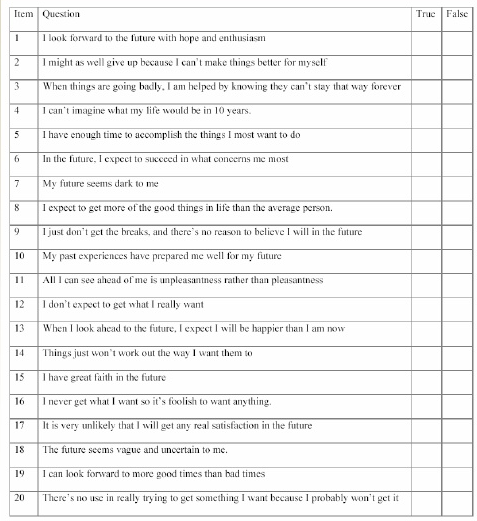 Item Question True False
1 I look forward to the future with hope and enthusiasm
2 I might as well give up because I can't make things better for myself
3 When things are going badly, I am helped by knowing they can't stay that way forever
4 I can't imagine what my life would be in 10 years.
5 I have enough time to accomplish the things I most want to do
6 In the future, I expect to succeed in what concerns me most
7 My future seems dark to me
8 I expect to get more of the good things in life than the average person.
9 I just don't get the breaks, and there's no reason to believe I will in the future
10 My past experiences have prepared me well for my future
11 All I can see ahead of me is unpleasantness rather than pleasantness
12 I don't expect to get what I really want
13 When I look ahead to the future, I expect I will be happier than I am now
14 Things just won't work out the way I want them to
15 I have great faith in the future
16 I never get what I want so it's foolish to want anything.
17 It is very unlikely that I will get any real satisfaction in the future
18 The future seems vague and uncertain to me.
19 I can look forward to more good times than bad times
20 There's no use in really trying to get something I want because I probably won't get it